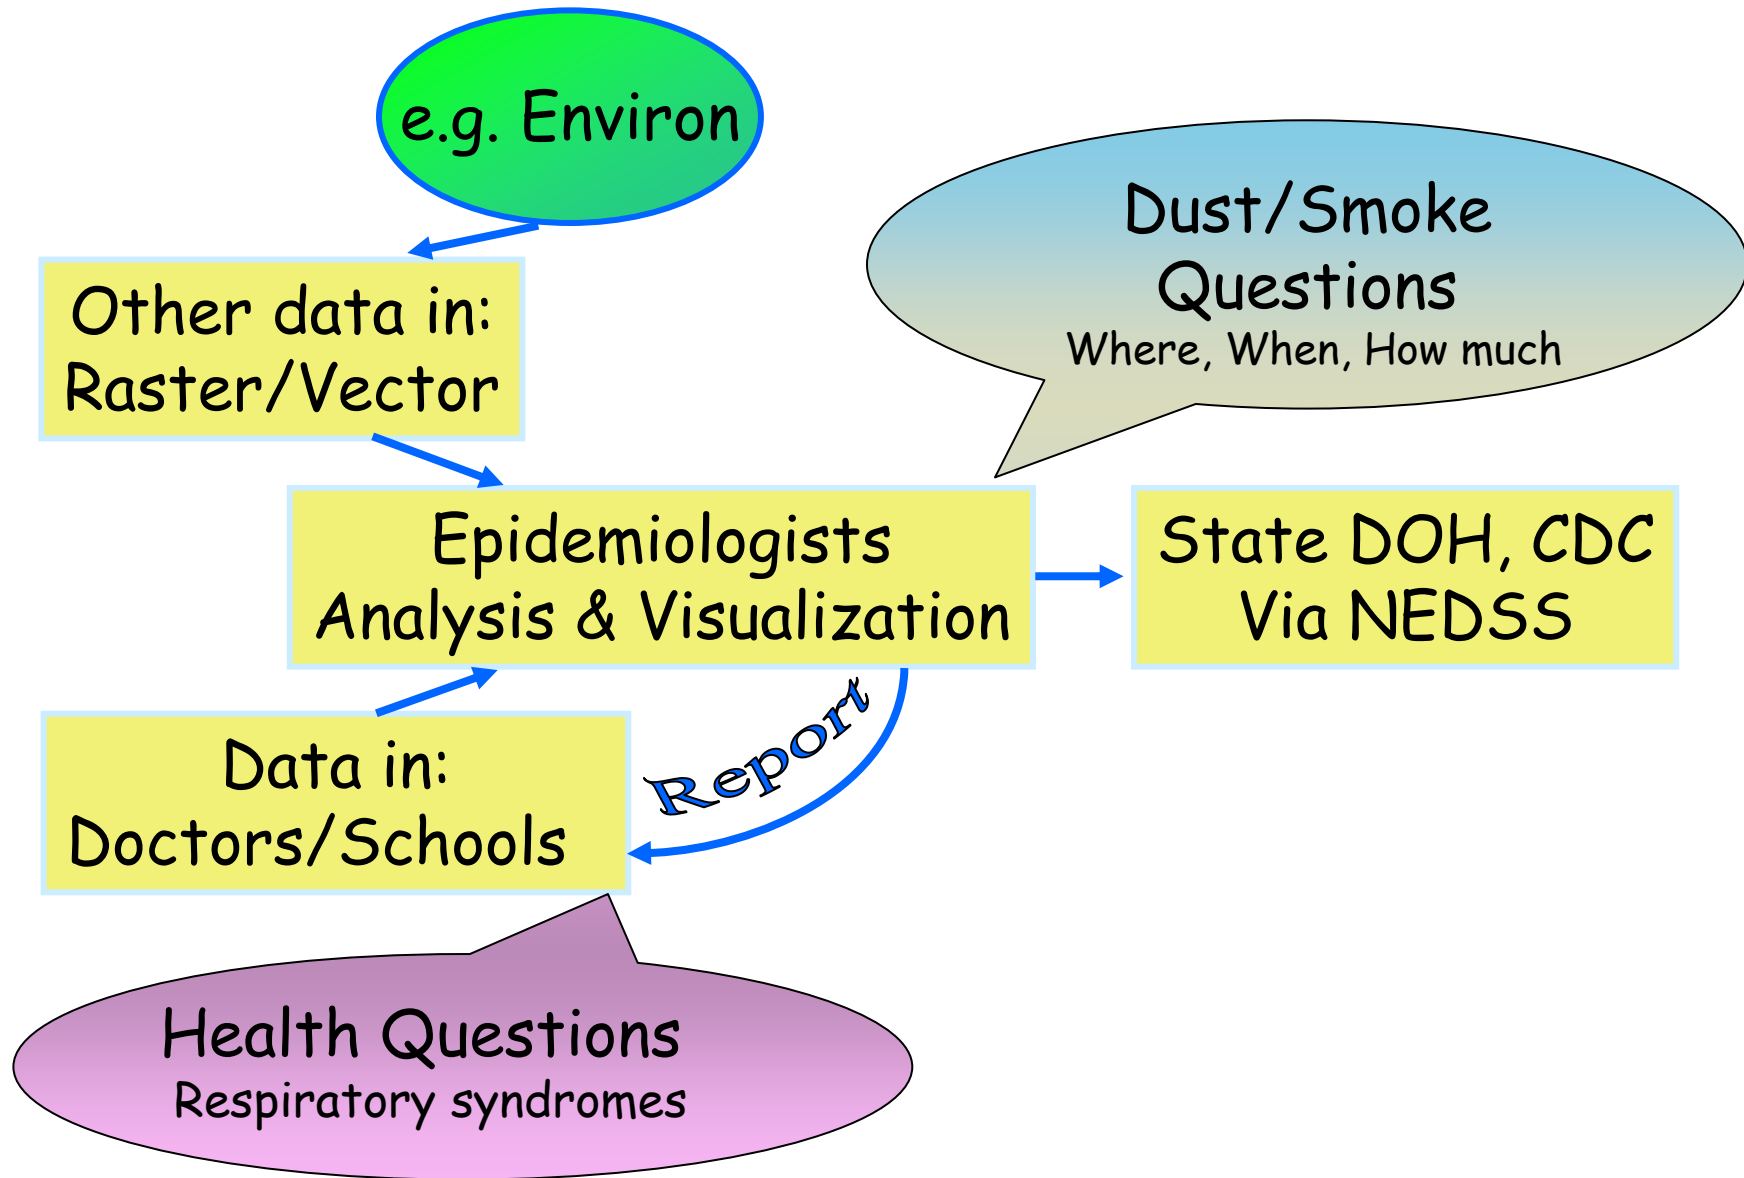 e.g. Environ
Dust/Smoke
Questions
Where, When, How much
Other data in:
Raster/Vector
Epidemiologists
Analysis & Visualization
State DOH, CDC
Via NEDSS
Report
Data in:
Doctors/Schools
Health Questions
Respiratory syndromes